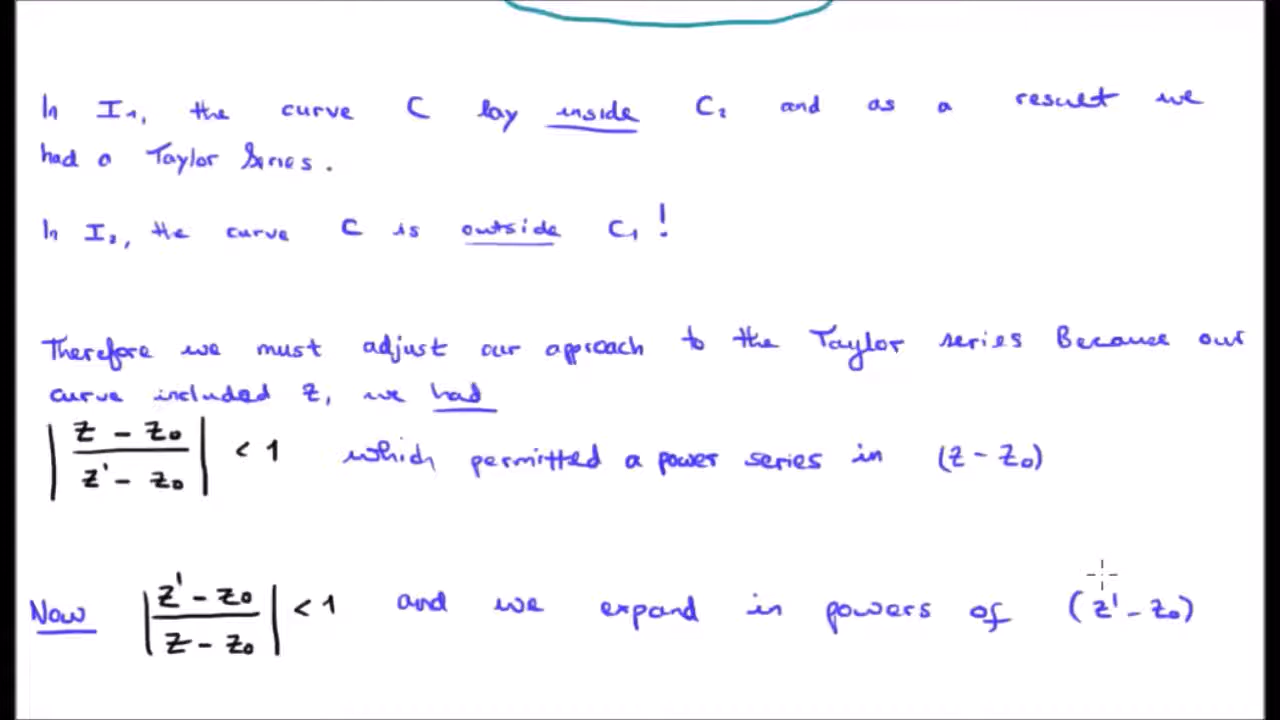 In I₁, the curve C lay inside C₂ and as a result we
had a Taylor Series.
In I₂, the curve C is outside C₁!
Therefore we must adjust our approach to the Taylor series Because our
curve included z, we had
|(z - z₀)/(z' - z₀)| < 1 which permitted a power series in (z - z₀)
Now |(z' - z₀)/(z - z₀)| < 1 and we expand in powers of (z' - z₀)